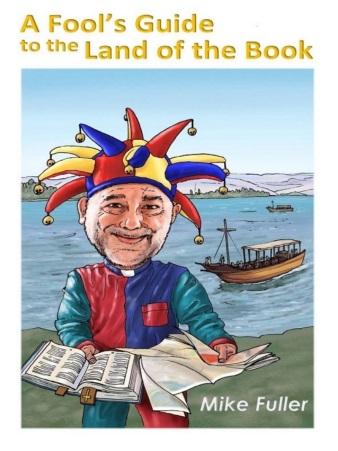 A Fool's Guide
to the Land of the Book
Mike Fuller